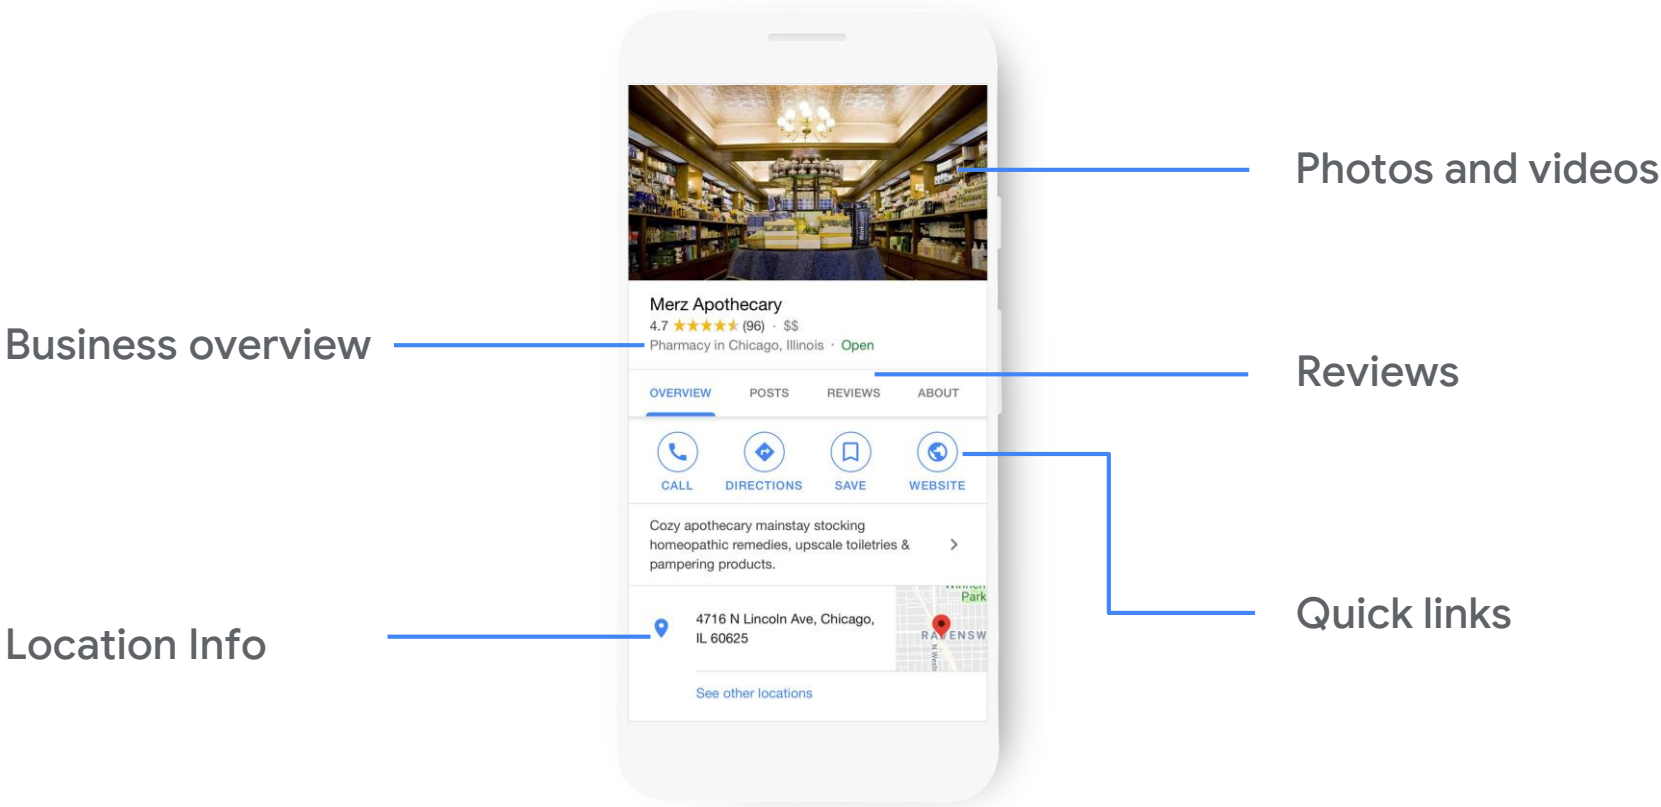 Photos and videos
Merz Apothecary
4.7 (96) · $$
Business overview
Pharmacy in Chicago, Illinois · Open
Reviews
OVERVIEW POSTS REVIEWS ABOUT
CALL DIRECTIONS SAVE WEBSITE
Cozy apothecary mainstay stocking
homeopathic remedies, upscale toiletries &
pampering products.
Quick links
Park
4716 N Lincoln Ave, Chicago,
IL 60625
RAVENSW
Location Info
See other locations